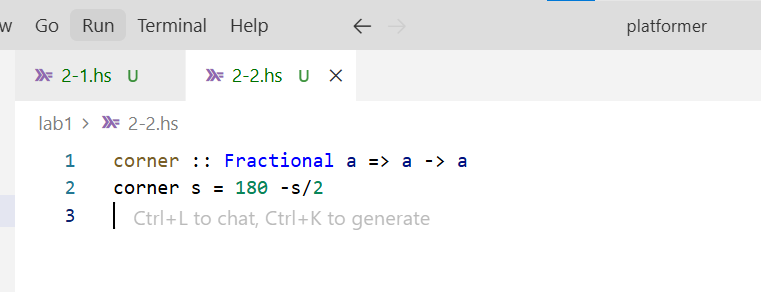 w Go Run Terminal Help ← → platformer
2-1.hs U 2-2.hs U ×
lab1 > 2-2.hs
1 corner :: Fractional a => a -> a
2 corner s = 180 -s/2
3 Ctrl+L to chat, Ctrl+K to generate